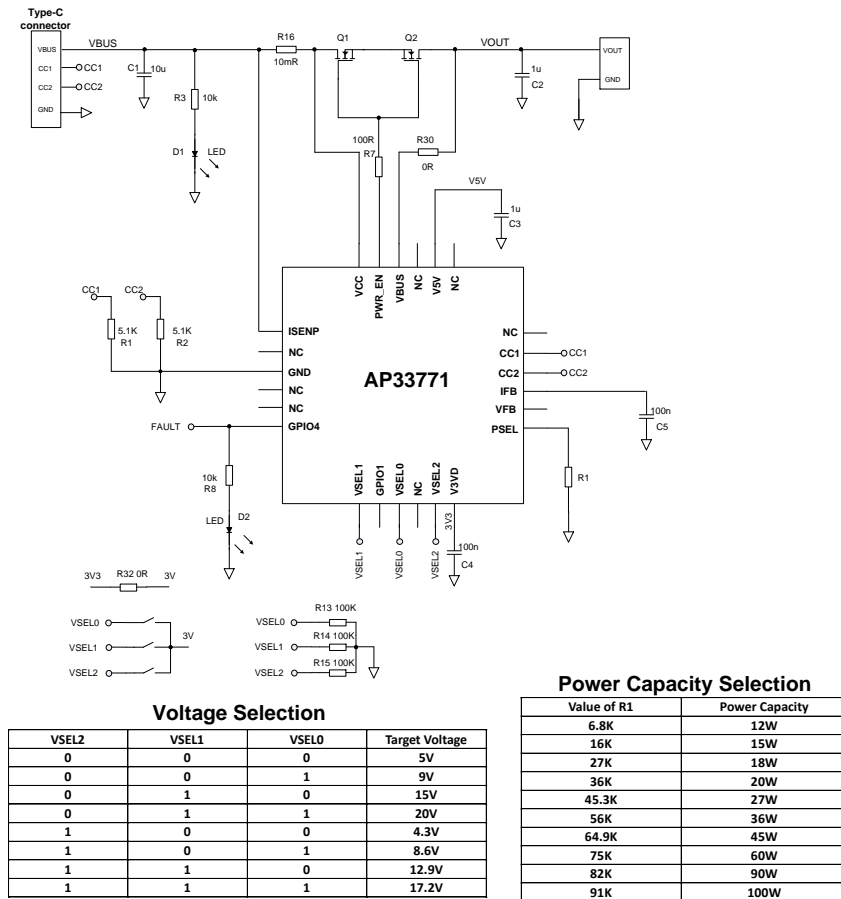 Type-C
connector
VBUS
CC1
CC2
GND
CC1
CC2
VBUS
C1
10u
R3
10k
D1
LED
R16
10mR
Q1
Q2
VOUT
1u
C2
VOUT
GND
100R
R7
R30
0R
V5V
1u
C3
VCC
PWR_EN
VBUS
NC
V5V
NC
CC1
CC2
5.1K
R1
5.1K
R2
ISENP
NC
GND
NC
NC
GPIO4
AP33771
NC
CC1
CC2
IFB
VFB
PSEL
CC1
CC2
100n
C5
R1
FAULT
10k
R8
LED
D2
VSEL1
GPIO1
VSEL0
NC
VSEL2
V3VD
VSEL1
VSEL0
VSEL2
3V3
100n
C4
3V3
R32 0R
3V
VSEL0
VSEL1
VSEL2
3V
R13 100K
VSEL0
R14 100K
VSEL1
R15 100K
VSEL2
Voltage Selection
VSEL2 VSEL1 VSEL0 Target Voltage
0 0 0 5V
0 0 1 9V
0 1 0 15V
0 1 1 20V
1 0 0 4.3V
1 0 1 8.6V
1 1 0 12.9V
1 1 1 17.2V
Power Capacity Selection
Value of R1 Power Capacity
6.8K 12W
16K 15W
27K 18W
36K 20W
45.3K 27W
56K 36W
64.9K 45W
75K 60W
82K 90W
91K 100W